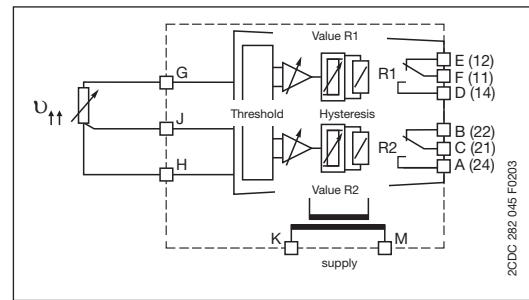 Value R1
G
R1
E (12)
F (11)
D (14)
J
Threshold
Hysteresis
H
R2
B (22)
C (21)
A (24)
Value R2
K
M
supply
ϑ
2CDC 282 045 F0203